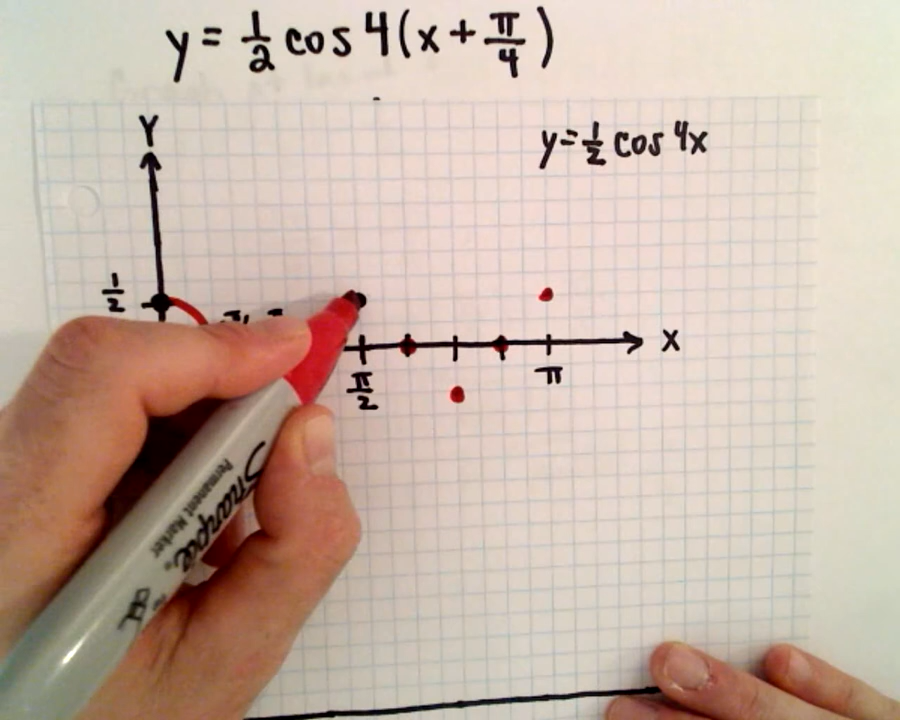 y = 1/2 cos 4(x + π/4)
Y
y = 1/2 cos 4x
1/2
X
π/2
π
Sharpie
Permanent Marker